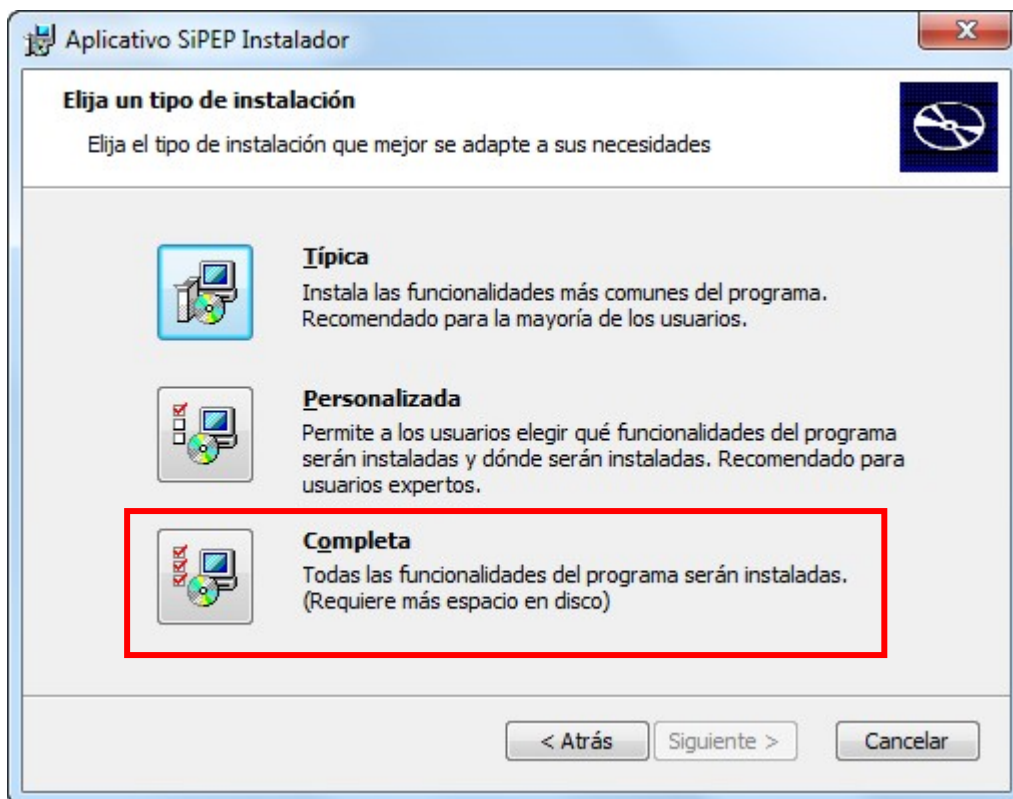 Aplicativo SiPEP Instalador
Elija un tipo de instalación
Elija el tipo de instalación que mejor se adapte a sus necesidades
Típica
Instala las funcionalidades más comunes del programa.
Recomendado para la mayoría de los usuarios.
Personalizada
Permite a los usuarios elegir qué funcionalidades del programa
serán instaladas y dónde serán instaladas. Recomendado para
usuarios expertos.
Completa
Todas las funcionalidades del programa serán instaladas.
(Requiere más espacio en disco)
< Atrás Siguiente > Cancelar